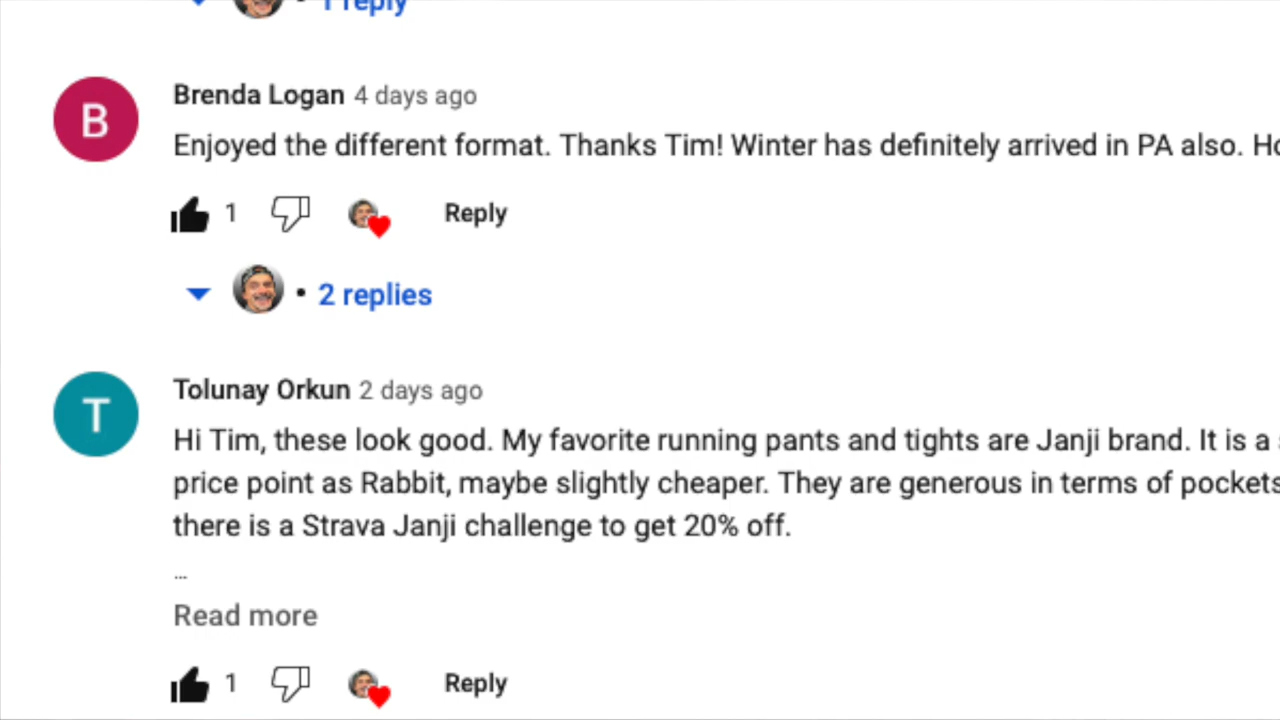 1 reply
B
Brenda Logan 4 days ago
Enjoyed the different format. Thanks Tim! Winter has definitely arrived in PA also.
1 Reply
• 2 replies
T
Tolunay Orkun 2 days ago
Hi Tim, these look good. My favorite running pants and tights are Janji brand. It is a
price point as Rabbit, maybe slightly cheaper. They are generous in terms of pockets
there is a Strava Janji challenge to get 20% off.
...
Read more
1 Reply